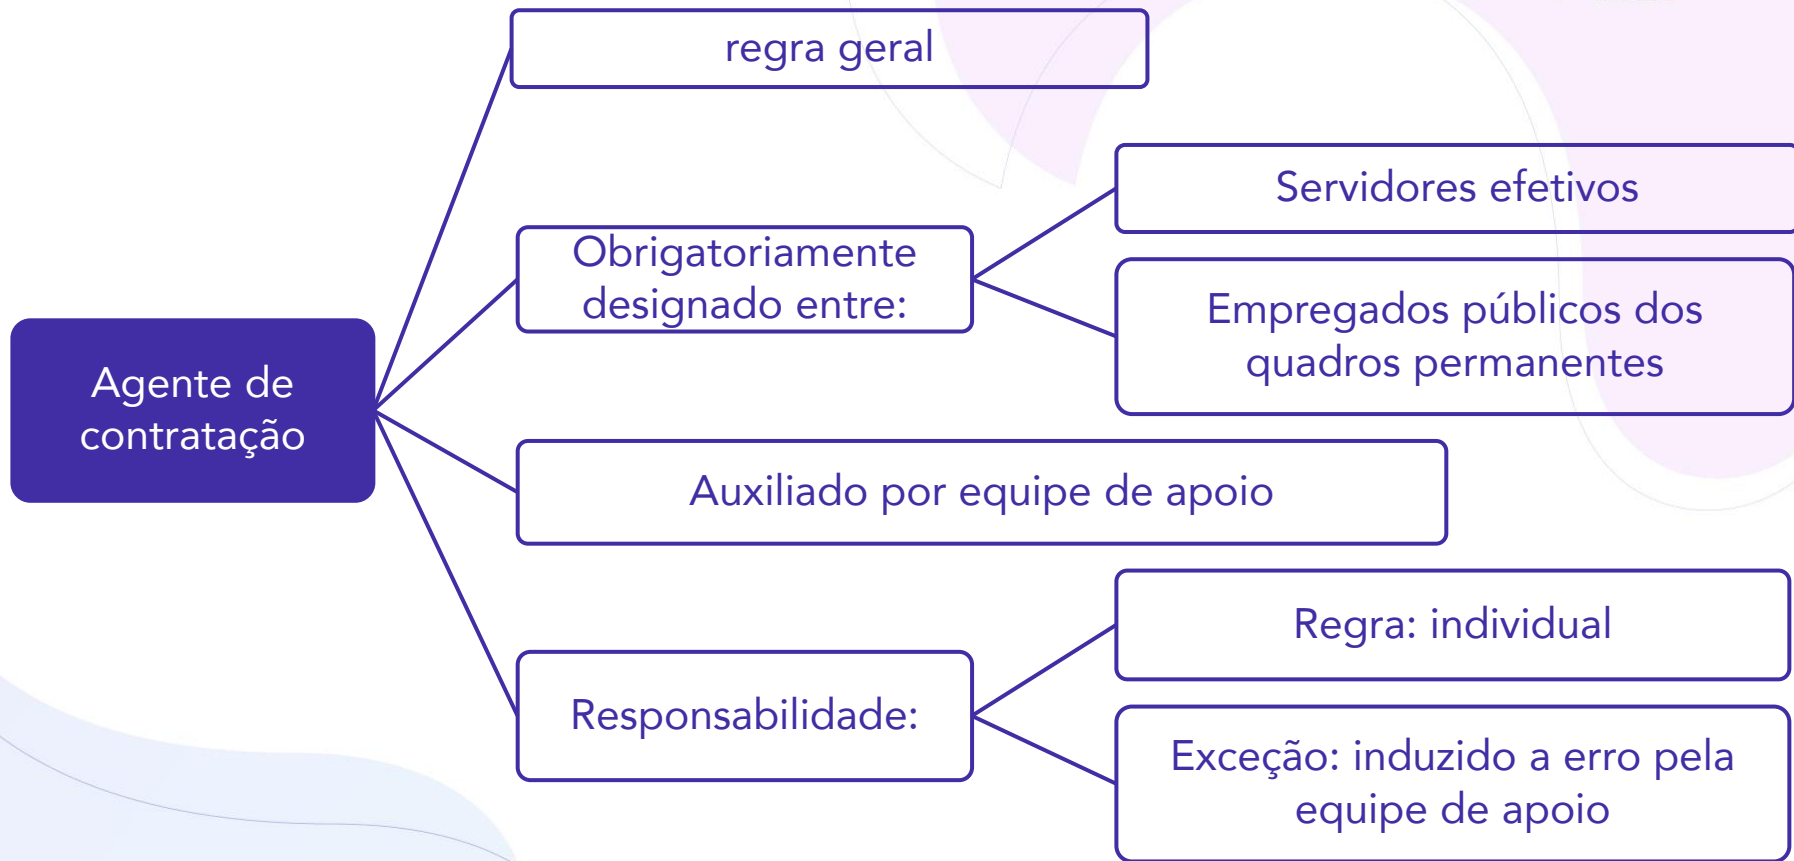 regra geral
Servidores efetivos
Obrigatoriamente
designado entre:
Empregados públicos dos
quadros permanentes
Agente de
contratação
Auxiliado por equipe de apoio
Regra: individual
Responsabilidade:
Exceção: induzido a erro pela
equipe de apoio